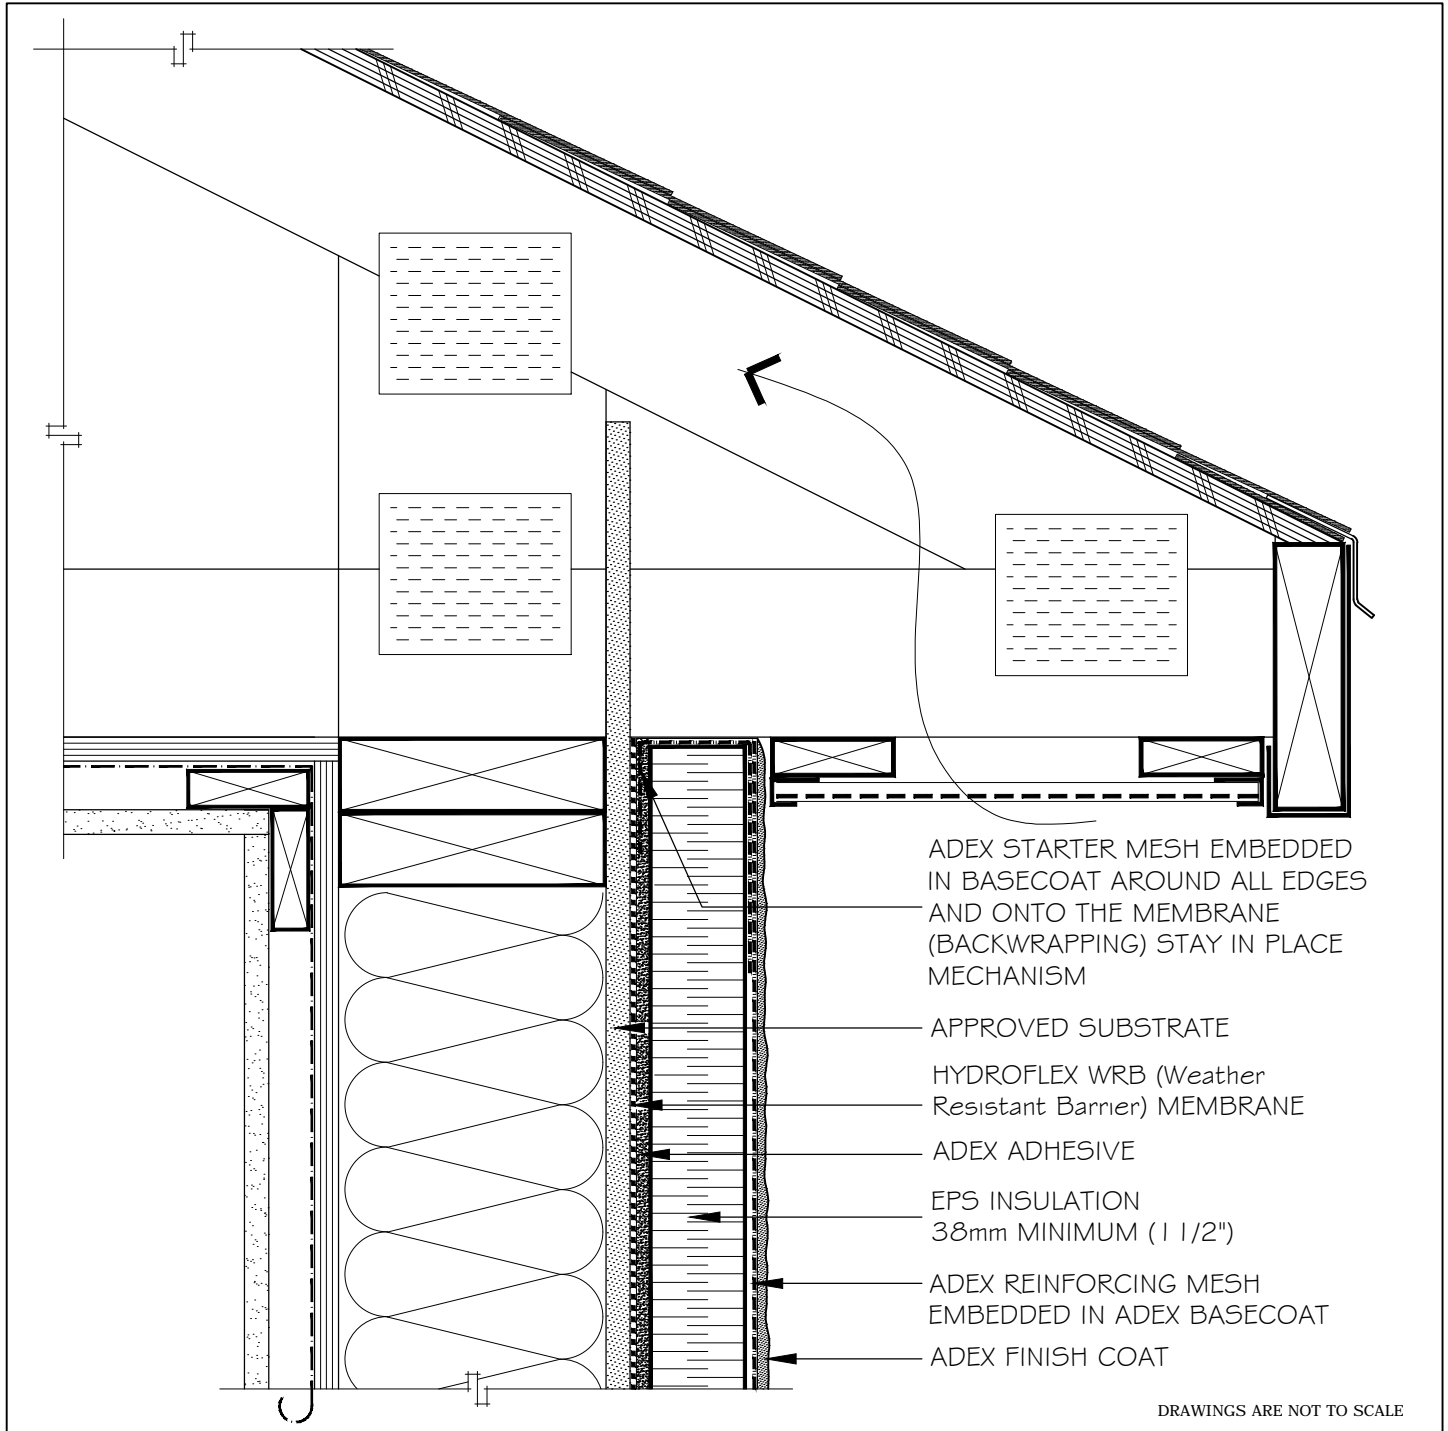 ADEX STARTER MESH EMBEDDED
IN BASECOAT AROUND ALL EDGES
AND ONTO THE MEMBRANE
(BACKWRAPPING) STAY IN PLACE
MECHANISM
APPROVED SUBSTRATE
HYDROFLEX WRB (Weather
Resistant Barrier) MEMBRANE
ADEX ADHESIVE
EPS INSULATION
38mm MINIMUM (1 1/2")
ADEX REINFORCING MESH
EMBEDDED IN ADEX BASECOAT
ADEX FINISH COAT
DRAWINGS ARE NOT TO SCALE